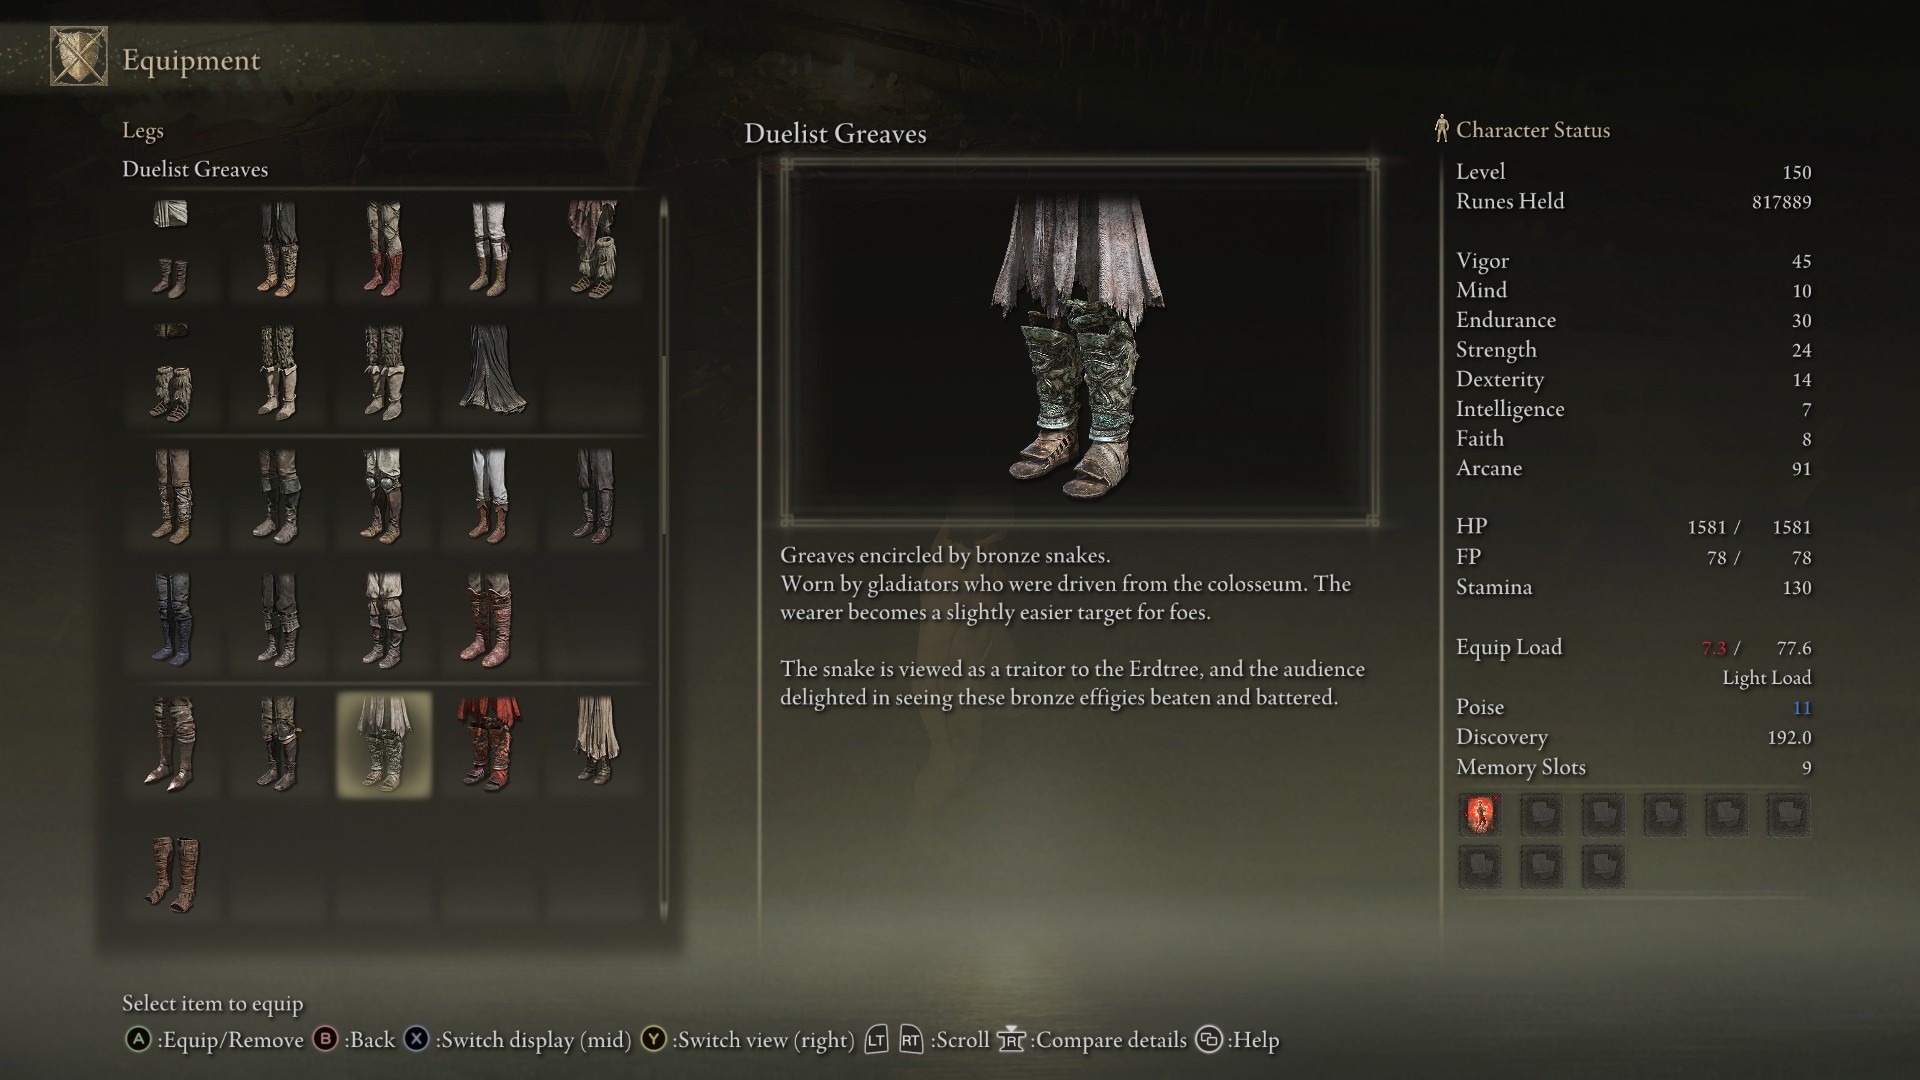 Equipment
Legs
Duelist Greaves
Duelist Greaves
Greaves encircled by bronze snakes.
Worn by gladiators who were driven from the colosseum. The
wearer becomes a slightly easier target for foes.
The snake is viewed as a traitor to the Erdtree, and the audience
delighted in seeing these bronze effigies beaten and battered.
Character Status
Level 150
Runes Held 817889
Vigor 45
Mind 10
Endurance 30
Strength 24
Dexterity 14
Intelligence 7
Faith 8
Arcane 91
HP 1581 / 1581
FP 78 / 78
Stamina 130
Equip Load 7.3 / 77.6
Light Load
Poise 11
Discovery 192.0
Memory Slots 9
Select item to equip
A :Equip/Remove B :Back X :Switch display (mid) Y :Switch view (right) LT RT :Scroll R :Compare details :Help